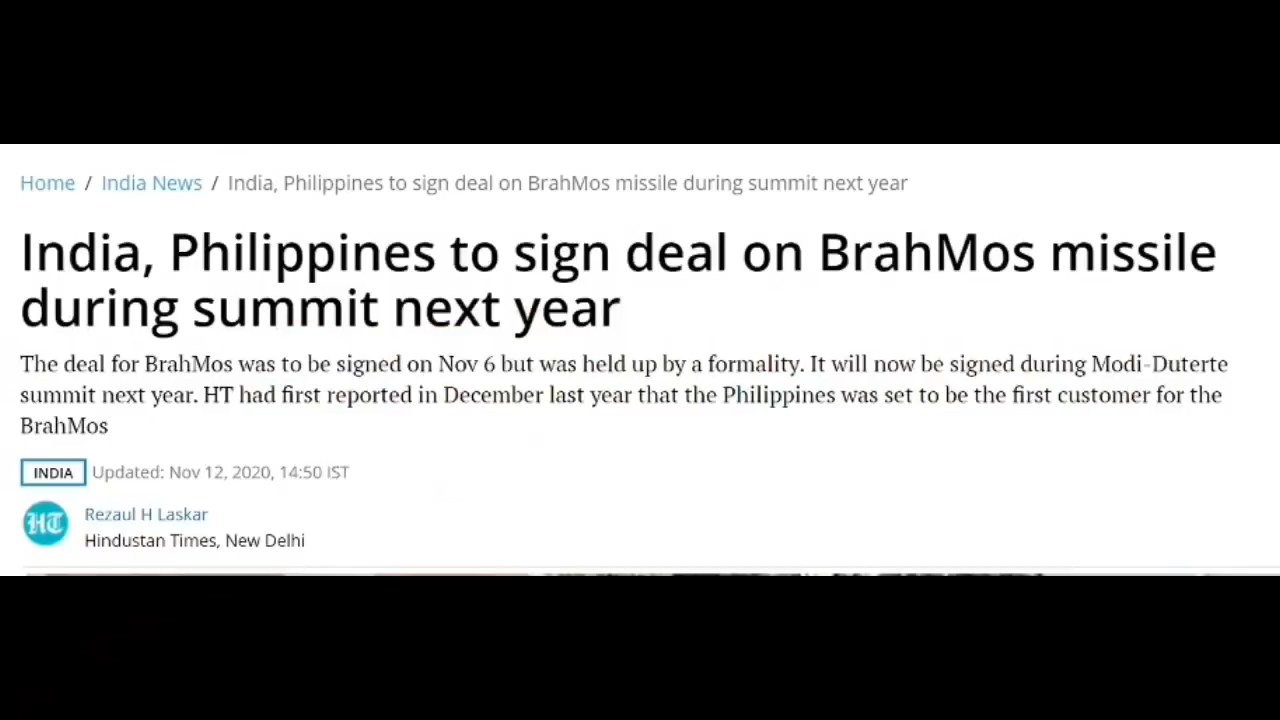 Home / India News / India, Philippines to sign deal on BrahMos missile during summit next year
India, Philippines to sign deal on BrahMos missile
during summit next year
The deal for BrahMos was to be signed on Nov 6 but was held up by a formality. It will now be signed during Modi-Duterte
summit next year. HT had first reported in December last year that the Philippines was set to be the first customer for the
BrahMos
INDIA Updated: Nov 12, 2020, 14:50 IST
HT
Rezaul H Laskar
Hindustan Times, New Delhi